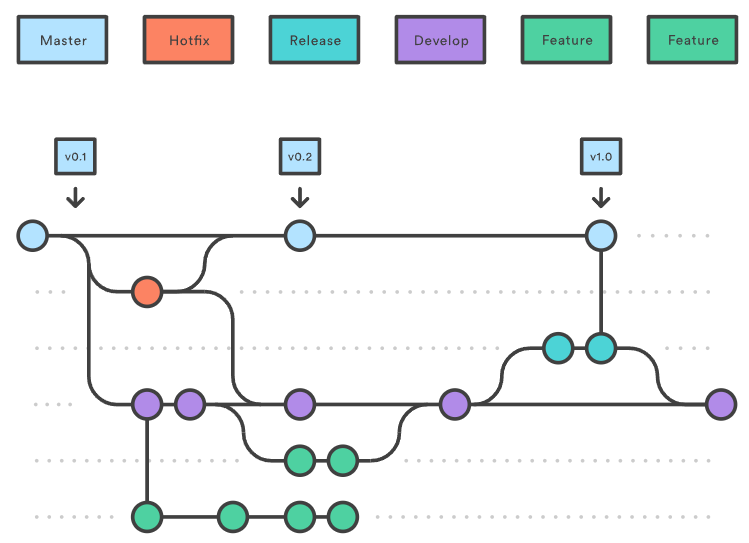 Master
Hotfix
Release
Develop
Feature
Feature
v0.1
v0.2
v1.0